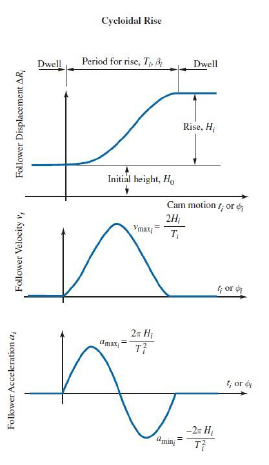 Cycloidal Rise
Dwell Period for rise, Tᵢ, βᵢ Dwell
Follower Displacement ΔRᵢ
Rise, Hᵢ
Initial height, H₀
Cam motion tᵢ or ϕᵢ
Follower Velocity vᵢ
vmaxᵢ = 2Hᵢ / Tᵢ
tᵢ or ϕᵢ
Follower Acceleration aᵢ
amaxᵢ = 2π Hᵢ / Tᵢ²
tᵢ or ϕᵢ
aminᵢ = −2π Hᵢ / Tᵢ²